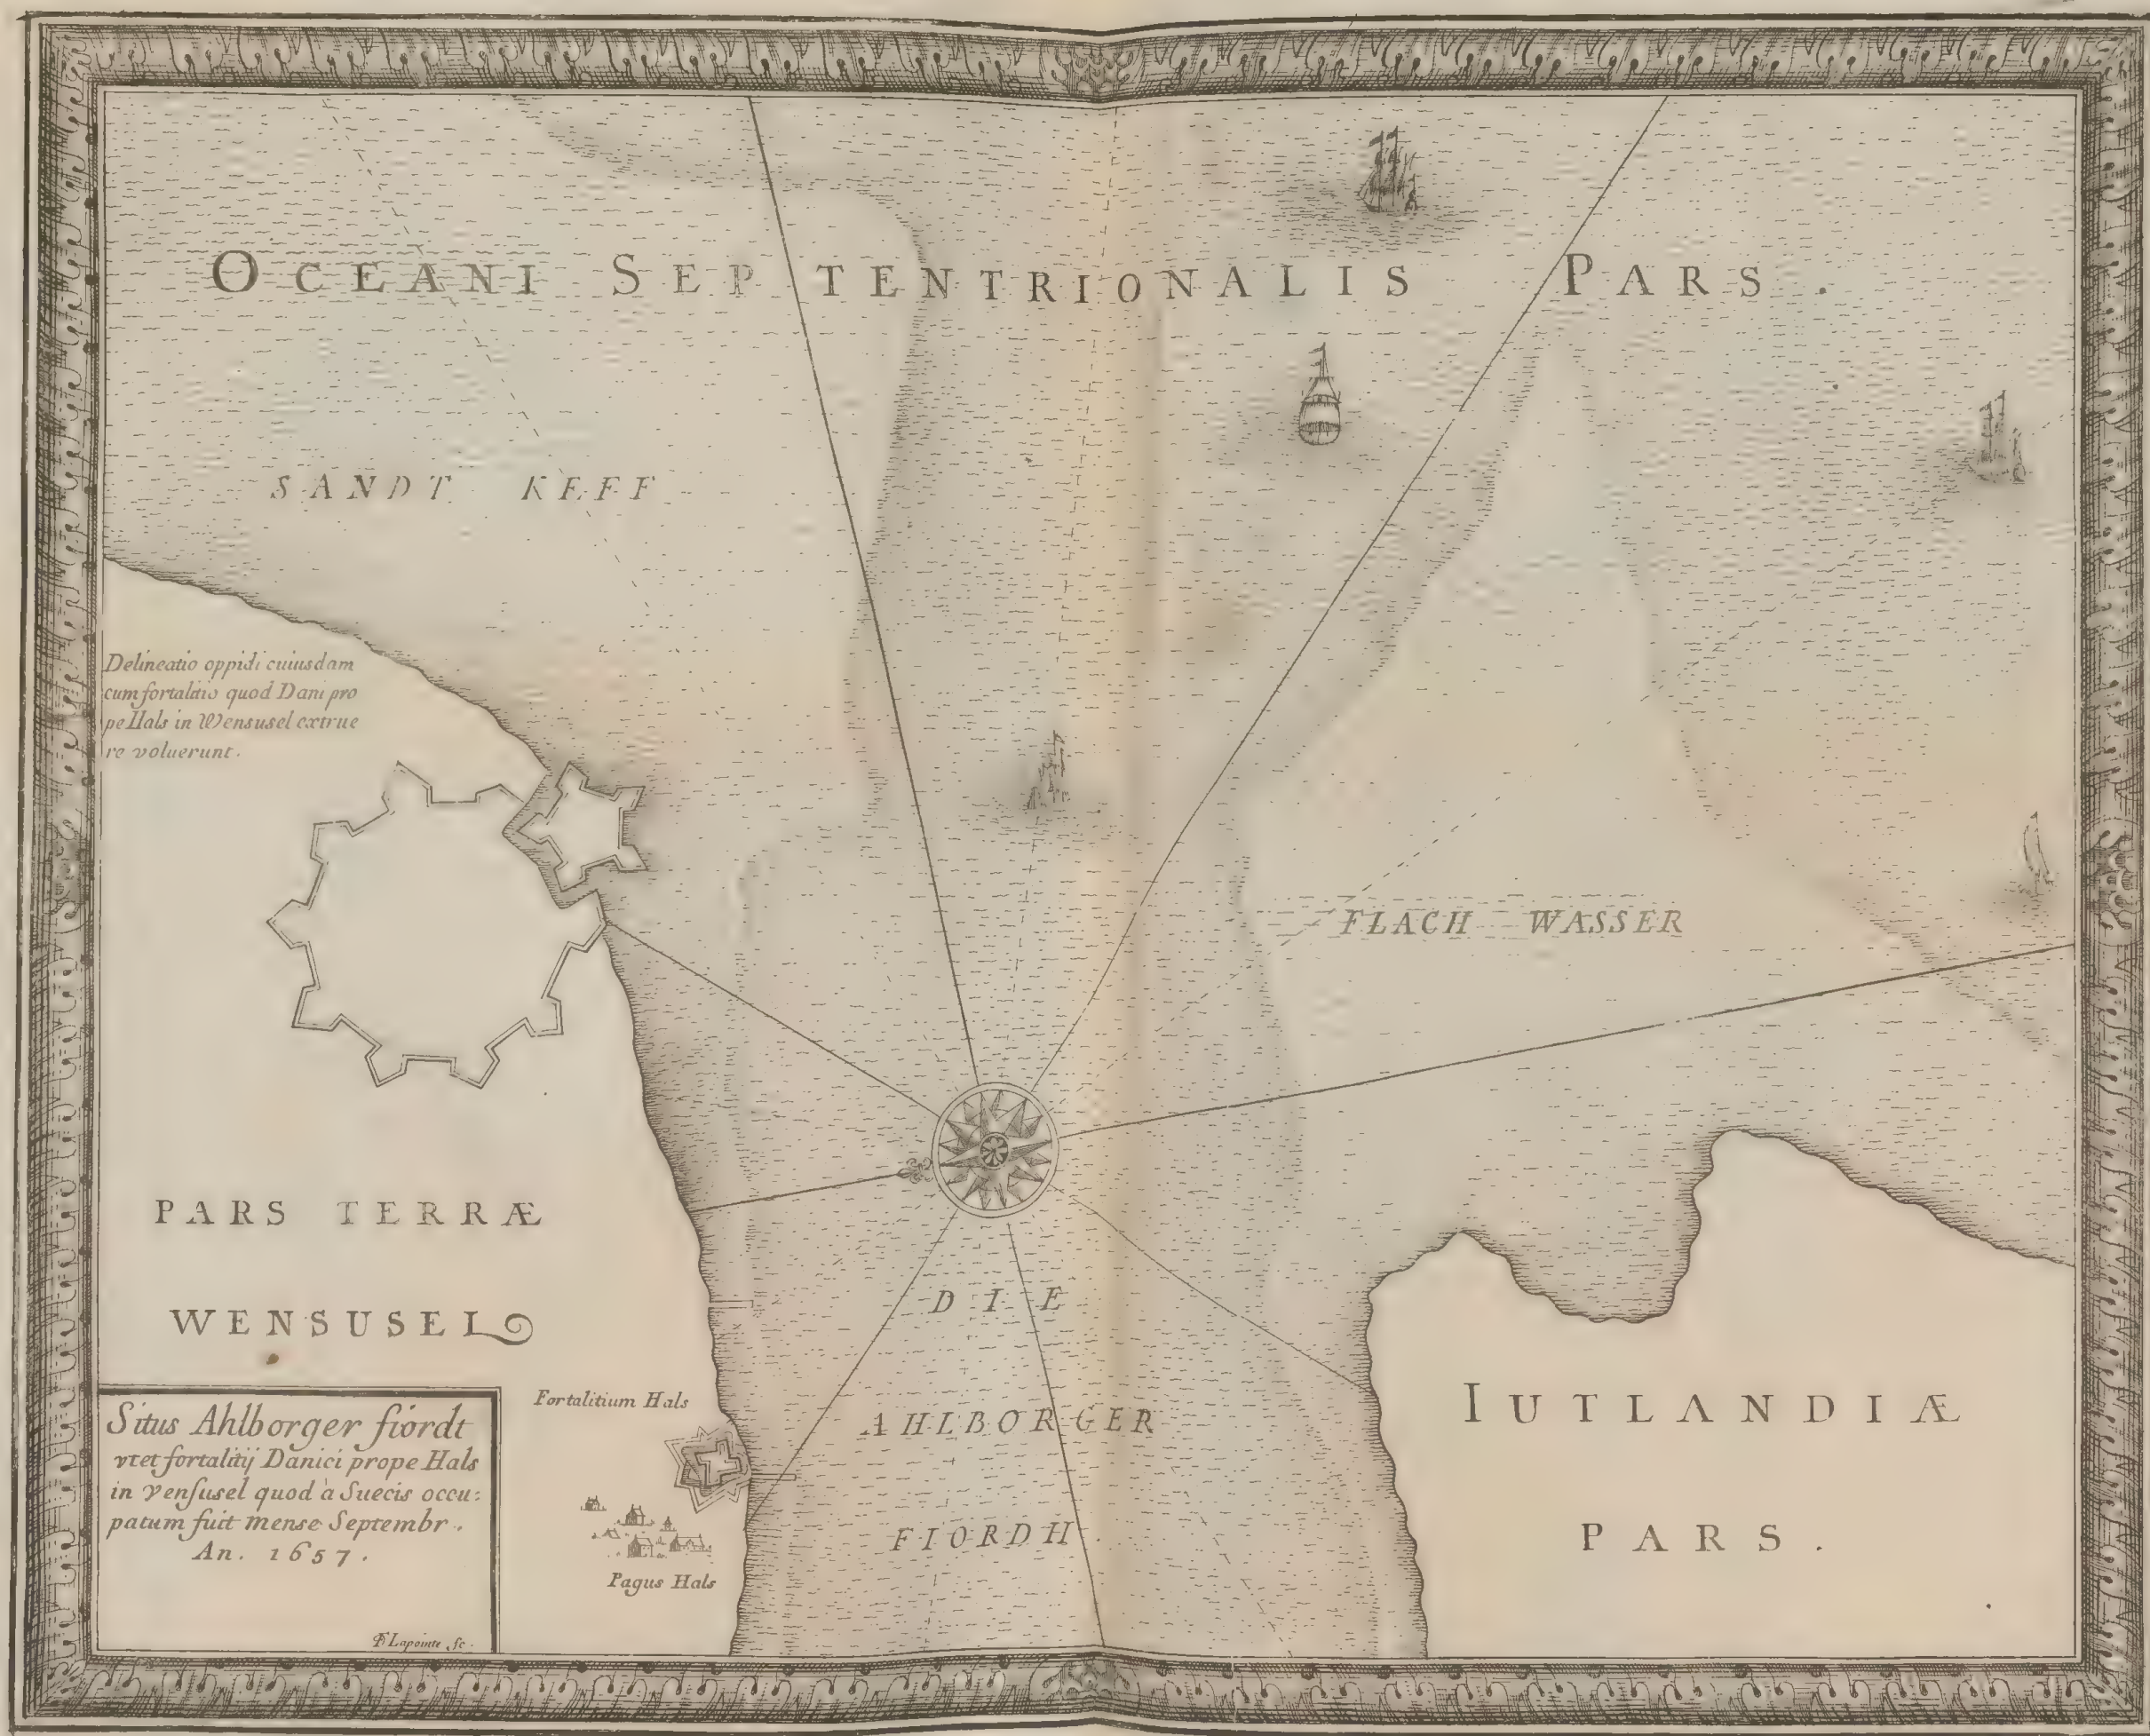 OCEANI SEPTENTRIONALIS PARS.
SANDT REFF
Delineatio oppidi cuiusdam
cum fortalitio quod Dani pro
pe Hals in Wensusel extrue
re voluerunt.
FLACH WASSER
PARS TERRÆ
WENSUSEL
DIE
AHLBORGER
FIORDH
IUTLANDIÆ
PARS.
Fortalitium Hals
Pagus Hals
Situs Ahlborger fiordt
vt et fortalitij Danici prope Hals
in Vensusel quod à Suecis occu:
patum fuit mense Septembr.
An. 1657.
F Lapointe sc.